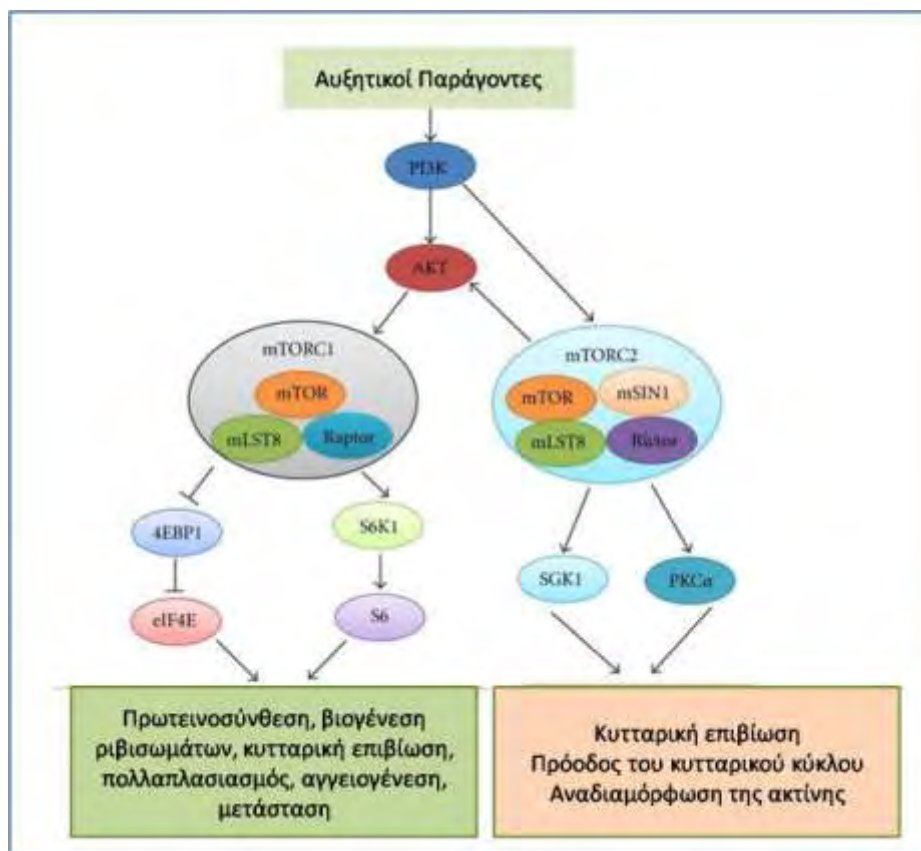 Αυξητικοί Παράγοντες
PI3K
AKT
mTORC1
mTOR
mLST8
Raptor
mTORC2
mTOR
mSIN1
mLST8
Rictor
4EBP1
S6K1
SGK1
PKCα
eIF4E
S6
Πρωτεινοσύνθεση, βιογένεση
ριβισωμάτων, κυτταρική επιβίωση,
πολλαπλασιασμός, αγγειογένεση,
μετάσταση
Κυτταρική επιβίωση
Πρόοδος του κυτταρικού κύκλου
Αναδιαμόρφωση της ακτίνης